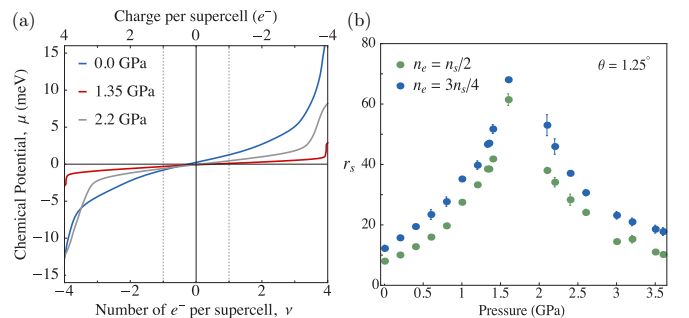 (a)
Charge per supercell (e⁻)
4 2 0 −2 −4
15
10
5
0
−5
−10
−15
Chemical Potential, μ (meV)
0.0 GPa
1.35 GPa
2.2 GPa
−4 −2 0 2 4
Number of e⁻ per supercell, ν
(b)
80
60
40
20
0
r_s
n_e = n_s/2
n_e = 3n_s/4
θ = 1.25°
0 0.5 1 1.5 2 2.5 3 3.5
Pressure (GPa)